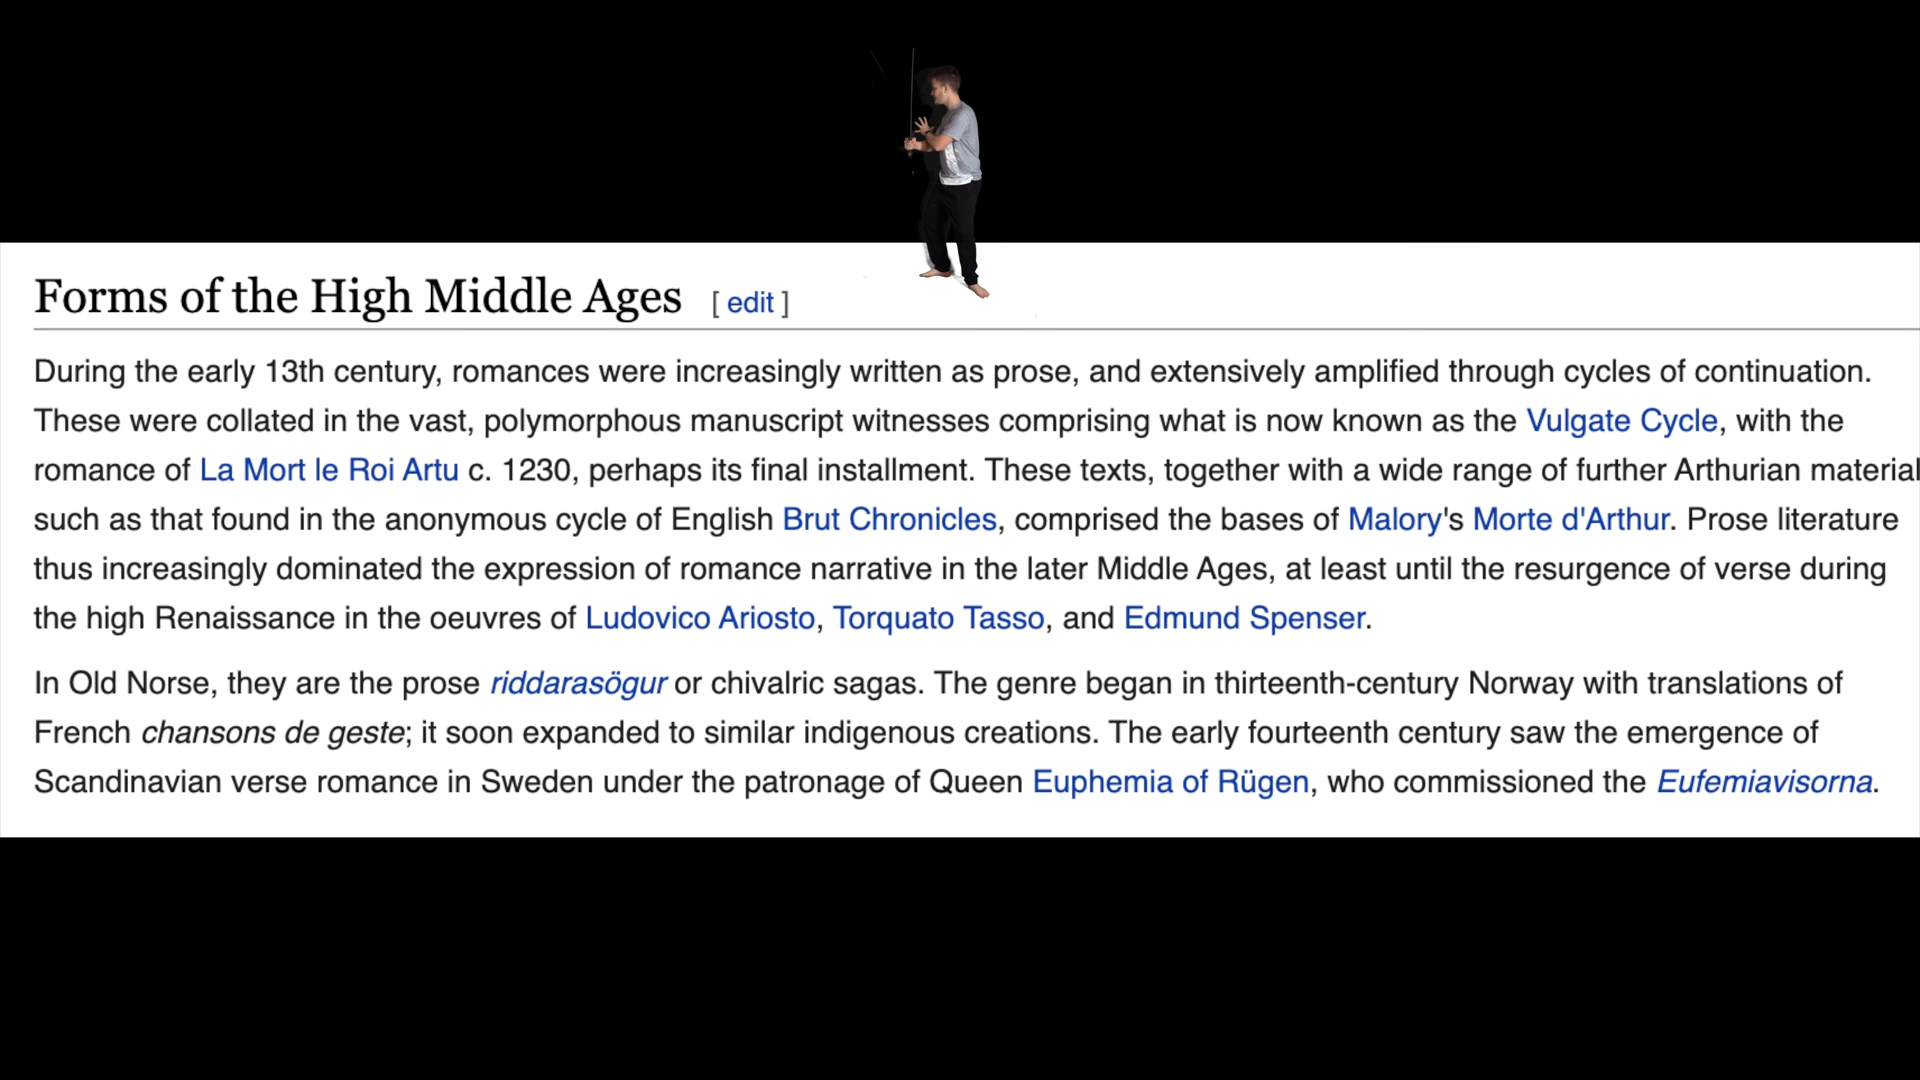 Forms of the High Middle Ages [ edit ]
During the early 13th century, romances were increasingly written as prose, and extensively amplified through cycles of continuation.
These were collated in the vast, polymorphous manuscript witnesses comprising what is now known as the Vulgate Cycle, with the
romance of La Mort le Roi Artu c. 1230, perhaps its final installment. These texts, together with a wide range of further Arthurian material
such as that found in the anonymous cycle of English Brut Chronicles, comprised the bases of Malory's Morte d'Arthur. Prose literature
thus increasingly dominated the expression of romance narrative in the later Middle Ages, at least until the resurgence of verse during
the high Renaissance in the oeuvres of Ludovico Ariosto, Torquato Tasso, and Edmund Spenser.
In Old Norse, they are the prose riddarasögur or chivalric sagas. The genre began in thirteenth-century Norway with translations of
French chansons de geste; it soon expanded to similar indigenous creations. The early fourteenth century saw the emergence of
Scandinavian verse romance in Sweden under the patronage of Queen Euphemia of Rügen, who commissioned the Eufemiavisorna.